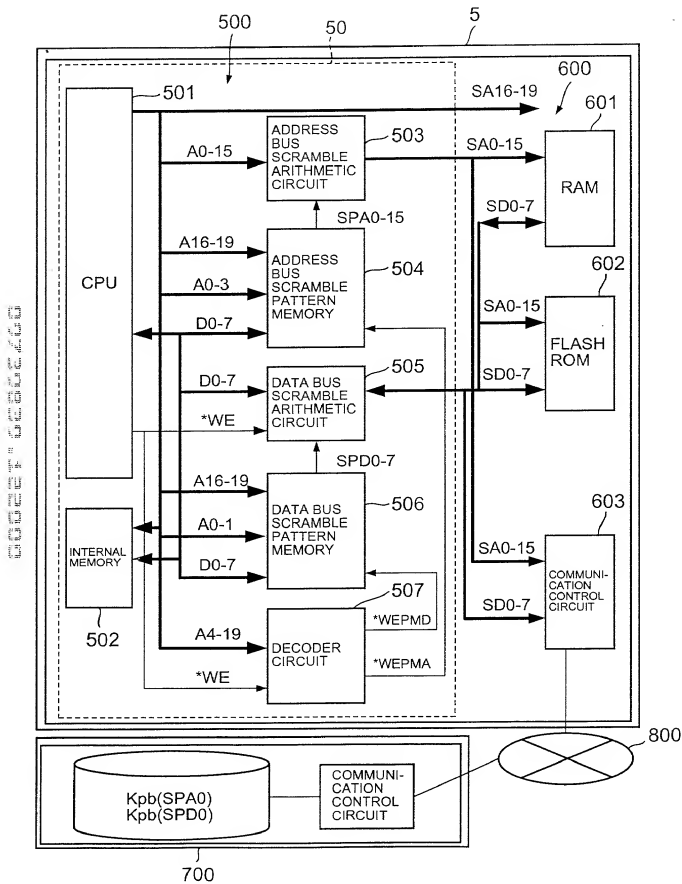 5
500
50
501
SA16-19
600
601
ADDRESS
BUS
SCRAMBLE
ARITHMETIC
CIRCUIT
503
A0-15
SA0-15
RAM
SPA0-15
SD0-7
CPU
A16-19
ADDRESS
BUS
SCRAMBLE
PATTERN
MEMORY
504
A0-3
602
SA0-15
D0-7
FLASH
ROM
505
D0-7
DATA BUS
SCRAMBLE
ARITHMETIC
CIRCUIT
SD0-7
*WE
SPD0-7
A16-19
506
DATA BUS
SCRAMBLE
PATTERN
MEMORY
603
A0-1
INTERNAL
MEMORY
SA0-15
COMMUNI-
CATION
CONTROL
CIRCUIT
D0-7
507
SD0-7
502
*WEPMD
A4-19
DECODER
CIRCUIT
*WEPMA
*WE
800
Kpb(SPA0)
Kpb(SPD0)
COMMUNI-
CATION
CONTROL
CIRCUIT
700